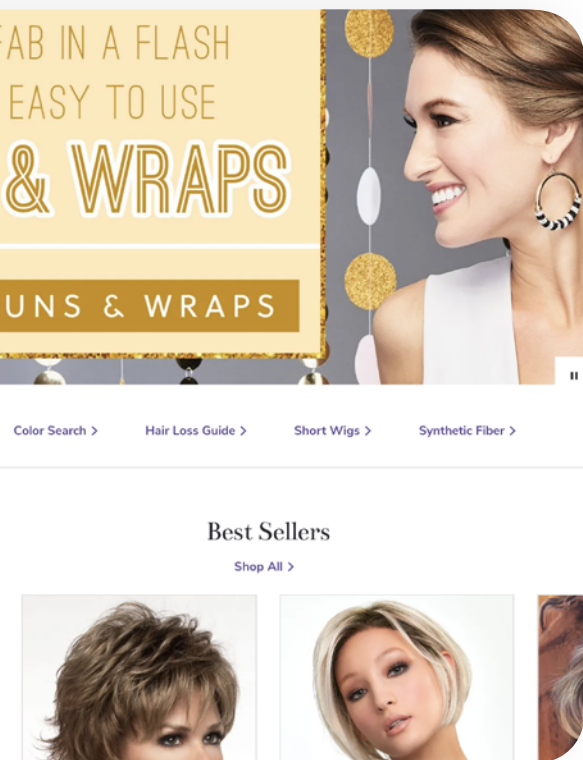 FAB IN A FLASH
EASY TO USE
& WRAPS
UNS & WRAPS
Color Search >
Hair Loss Guide >
Short Wigs >
Synthetic Fiber >
Best Sellers
Shop All >